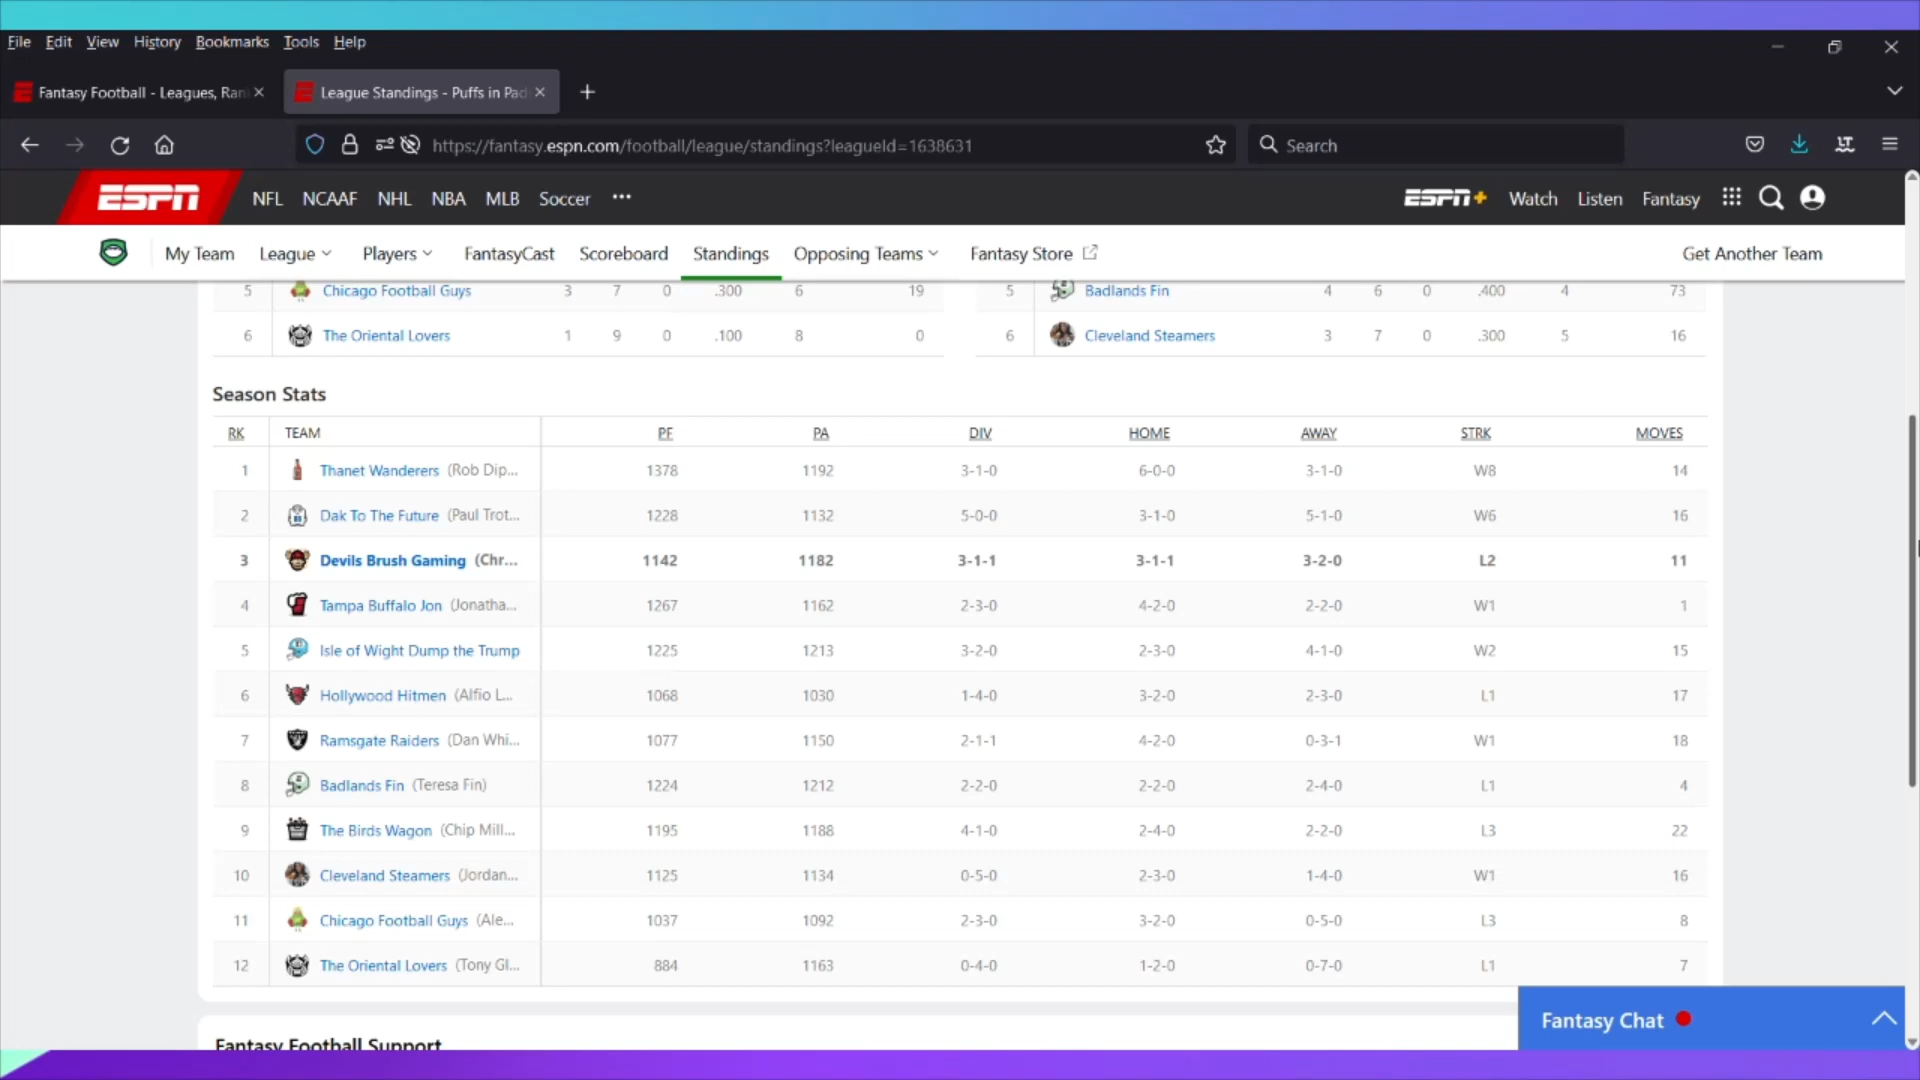 File Edit View History Bookmarks Tools Help
Fantasy Football - Leagues, Ran
League Standings - Puffs in Pad
https://fantasy.espn.com/football/league/standings?leagueId=1638631
Search
ESPN NFL NCAAF NHL NBA MLB Soccer ••• ESPN+ Watch Listen Fantasy
My Team League Players FantasyCast Scoreboard Standings Opposing Teams Fantasy Store Get Another Team
5 Chicago Football Guys 3 7 0 .300 6 19
5 Badlands Fin 4 6 0 .400 4 73
6 The Oriental Lovers 1 9 0 .100 8 0
6 Cleveland Steamers 3 7 0 .300 5 16
Season Stats
RK TEAM PF PA DIV HOME AWAY STRK MOVES
1 Thanet Wanderers (Rob Dip... 1378 1192 3-1-0 6-0-0 3-1-0 W8 14
2 Dak To The Future (Paul Trot... 1228 1132 5-0-0 3-1-0 5-1-0 W6 16
3 Devils Brush Gaming (Chr... 1142 1182 3-1-1 3-1-1 3-2-0 L2 11
4 Tampa Buffalo Jon (Jonatha... 1267 1162 2-3-0 4-2-0 2-2-0 W1 1
5 Isle of Wight Dump the Trump 1225 1213 3-2-0 2-3-0 4-1-0 W2 15
6 Hollywood Hitmen (Alfio L... 1068 1030 1-4-0 3-2-0 2-3-0 L1 17
7 Ramsgate Raiders (Dan Whi... 1077 1150 2-1-1 4-2-0 0-3-1 W1 18
8 Badlands Fin (Teresa Fin) 1224 1212 2-2-0 2-2-0 2-4-0 L1 4
9 The Birds Wagon (Chip Mill... 1195 1188 4-1-0 2-4-0 2-2-0 L3 22
10 Cleveland Steamers (Jordan... 1125 1134 0-5-0 2-3-0 1-4-0 W1 16
11 Chicago Football Guys (Ale... 1037 1092 2-3-0 3-2-0 0-5-0 L3 8
12 The Oriental Lovers (Tony Gl... 884 1163 0-4-0 1-2-0 0-7-0 L1 7
Fantasy Chat
Fantasy Football Support